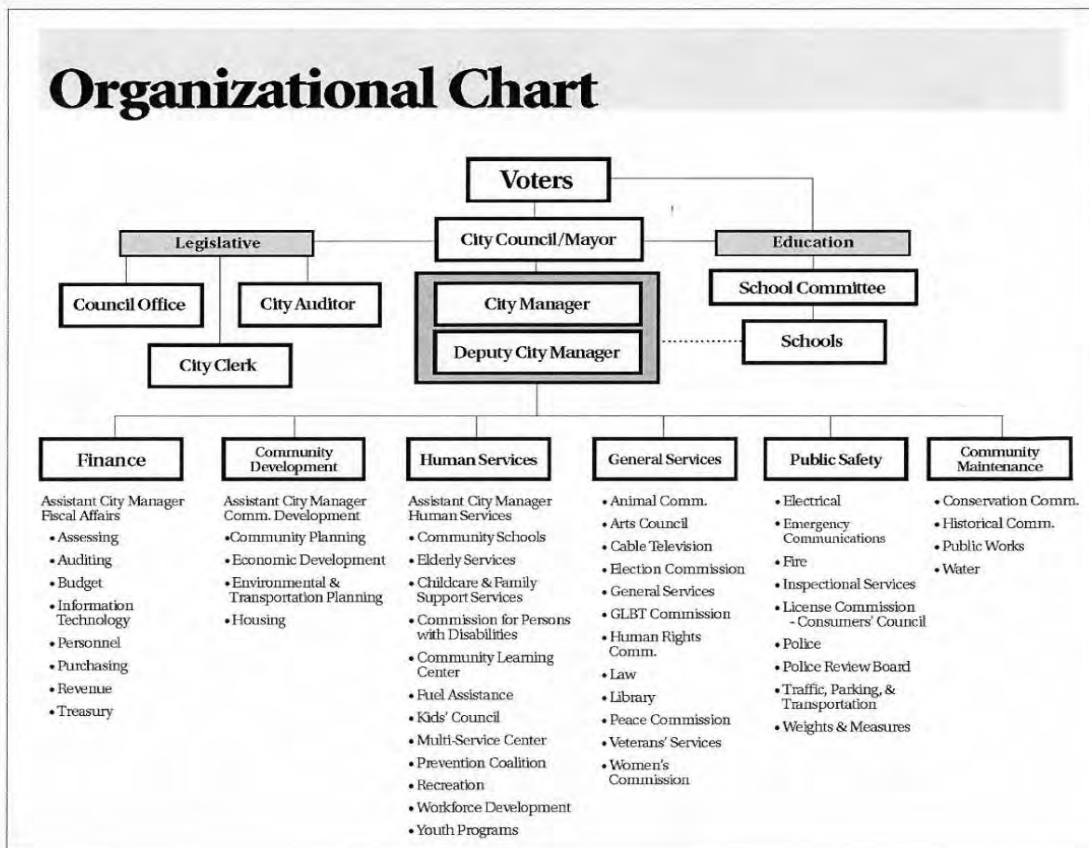 Organizational Chart
Voters
Legislative
City Council/Mayor
Education
Council Office
City Auditor
City Manager
School Committee
City Clerk
Deputy City Manager
Schools
Finance
Assistant City Manager
Fiscal Affairs
• Assessing
• Auditing
• Budget
• Information
Technology
• Personnel
• Purchasing
• Revenue
• Treasury
Community
Development
Assistant City Manager
Comm. Development
• Community Planning
• Economic Development
• Environmental &
Transportation Planning
• Housing
Human Services
Assistant City Manager
Human Services
• Community Schools
• Elderly Services
• Childcare & Family
Support Services
• Commission for Persons
with Disabilities
• Community Learning
Center
• Fuel Assistance
• Kids' Council
• Multi-Service Center
• Prevention Coalition
• Recreation
• Workforce Development
• Youth Programs
General Services
• Animal Comm.
• Arts Council
• Cable Television
• Election Commission
• General Services
• GLBT Commission
• Human Rights
Comm.
• Law
• Library
• Peace Commission
• Veterans' Services
• Women's
Commission
Public Safety
• Electrical
• Emergency
Communications
• Fire
• Inspectional Services
• License Commission
- Consumers' Council
• Police
• Police Review Board
• Traffic, Parking, &
Transportation
• Weights & Measures
Community
Maintenance
• Conservation Comm.
• Historical Comm.
• Public Works
• Water